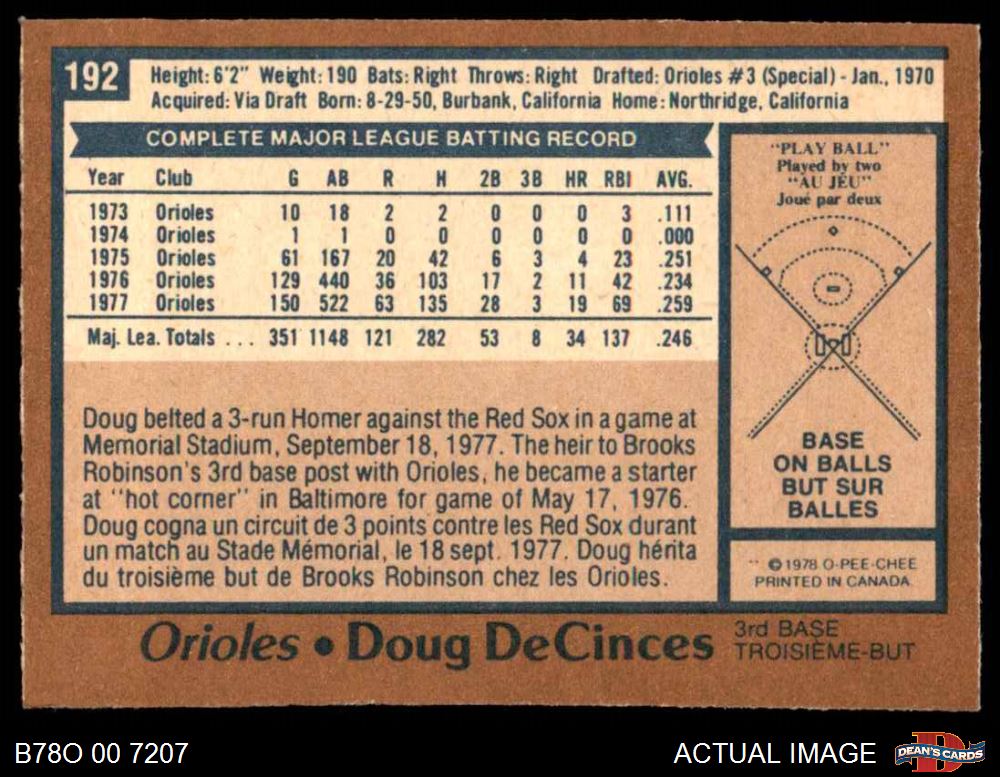 192
Height: 6'2" Weight: 190 Bats: Right Throws: Right Drafted: Orioles #3 (Special) - Jan., 1970
Acquired: Via Draft Born: 8-29-50, Burbank, California Home: Northridge, California
COMPLETE MAJOR LEAGUE BATTING RECORD
Year Club G AB R H 2B 3B HR RBI AVG.
1973 Orioles 10 18 2 2 0 0 0 3 .111
1974 Orioles 1 1 0 0 0 0 0 0 .000
1975 Orioles 61 167 20 42 6 3 4 23 .251
1976 Orioles 129 440 36 103 17 2 11 42 .234
1977 Orioles 150 522 63 135 28 3 19 69 .259
Maj. Lea. Totals ... 351 1148 121 282 53 8 34 137 .246
Doug belted a 3-run Homer against the Red Sox in a game at
Memorial Stadium, September 18, 1977. The heir to Brooks
Robinson's 3rd base post with Orioles, he became a starter
at "hot corner" in Baltimore for game of May 17, 1976.
Doug cogna un circuit de 3 points contre les Red Sox durant
un match au Stade Mémorial, le 18 sept. 1977. Doug hérita
du troisième but de Brooks Robinson chez les Orioles.
"PLAY BALL"
Played by two
"AU JEU"
Joué par deux
BASE
ON BALLS
BUT SUR
BALLES
© 1978 O-PEE-CHEE
PRINTED IN CANADA
Orioles • Doug DeCinces
3rd BASE
TROISIÈME-BUT
B78O 00 7207
ACTUAL IMAGE
DEAN'S CARDS